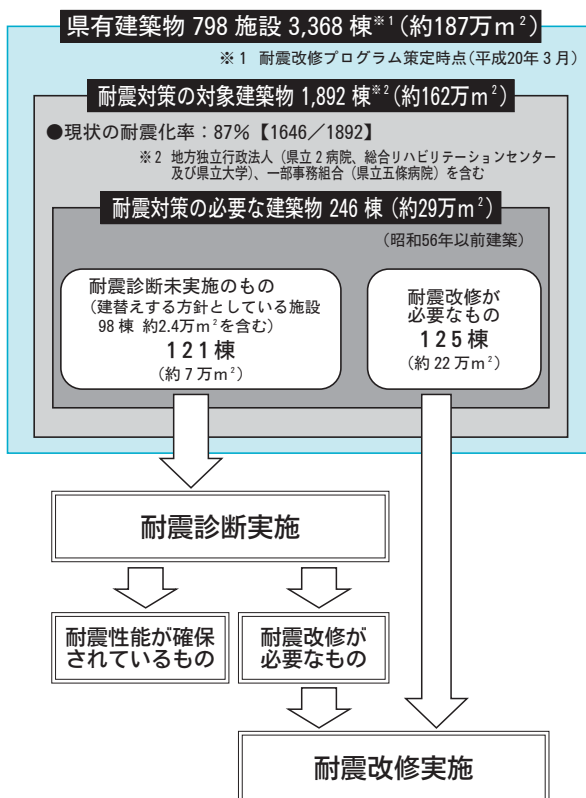 県有建築物 798 施設 3,368 棟※1(約187万m2)
※1 耐震改修プログラム策定時点(平成20年3月)
耐震対策の対象建築物 1,892 棟※2(約162万m2)
●現状の耐震化率:87%【1646/1892】
※2 地方独立行政法人(県立2病院、総合リハビリテーションセンター
及び県立大学)、一部事務組合(県立五條病院)を含む
耐震対策の必要な建築物 246 棟(約29万m2)
(昭和56年以前建築)
耐震診断未実施のもの
(建替えする方針としている施設
98棟 約2.4万m2を含む)
121棟
(約7万m2)
耐震改修が
必要なもの
125棟
(約22万m2)
耐震診断実施
耐震性能が確保
されているもの
耐震改修が
必要なもの
耐震改修実施